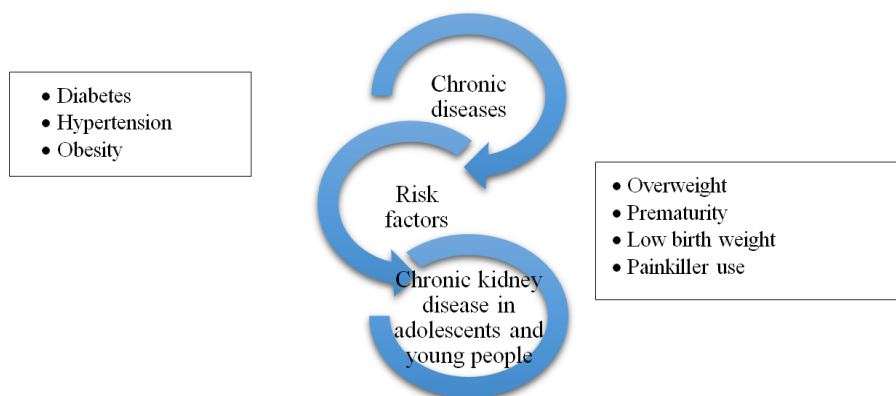 Chronic
diseases
• Diabetes
• Hypertension
• Obesity
Risk
factors
• Overweight
• Prematurity
• Low birth weight
• Painkiller use
Chronic kidney
disease in
adolescents and
young people